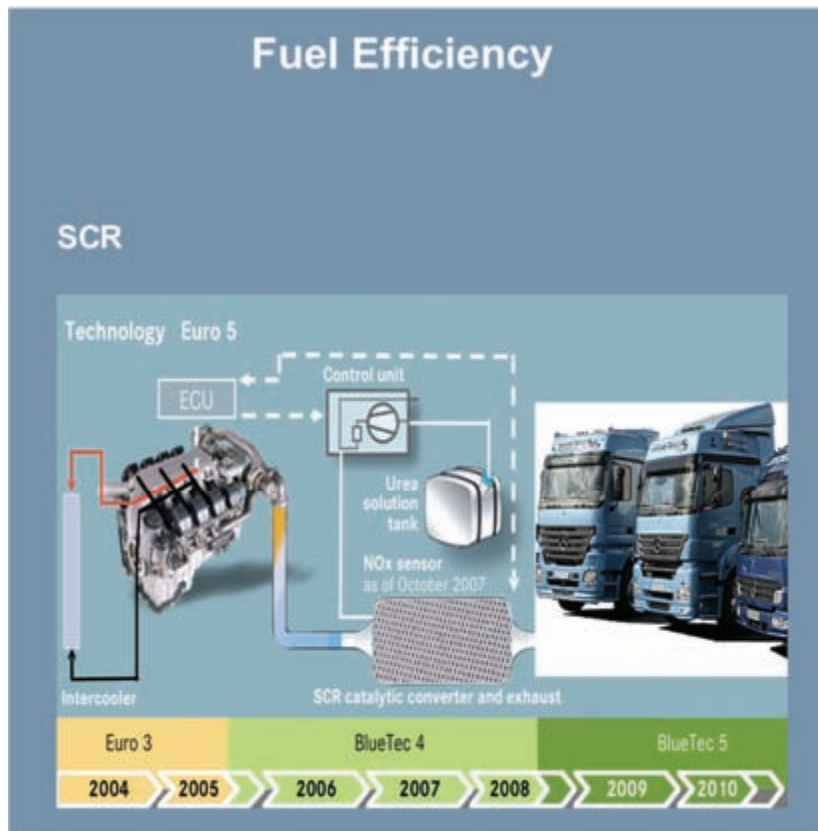 Fuel Efficiency
SCR
Technology Euro 5
Control unit
ECU
Urea
solution
tank
NOx sensor
as of October 2007
Intercooler
SCR catalytic converter and exhaust
Euro 3
BlueTec 4
BlueTec 5
2004
2005
2006
2007
2008
2009
2010